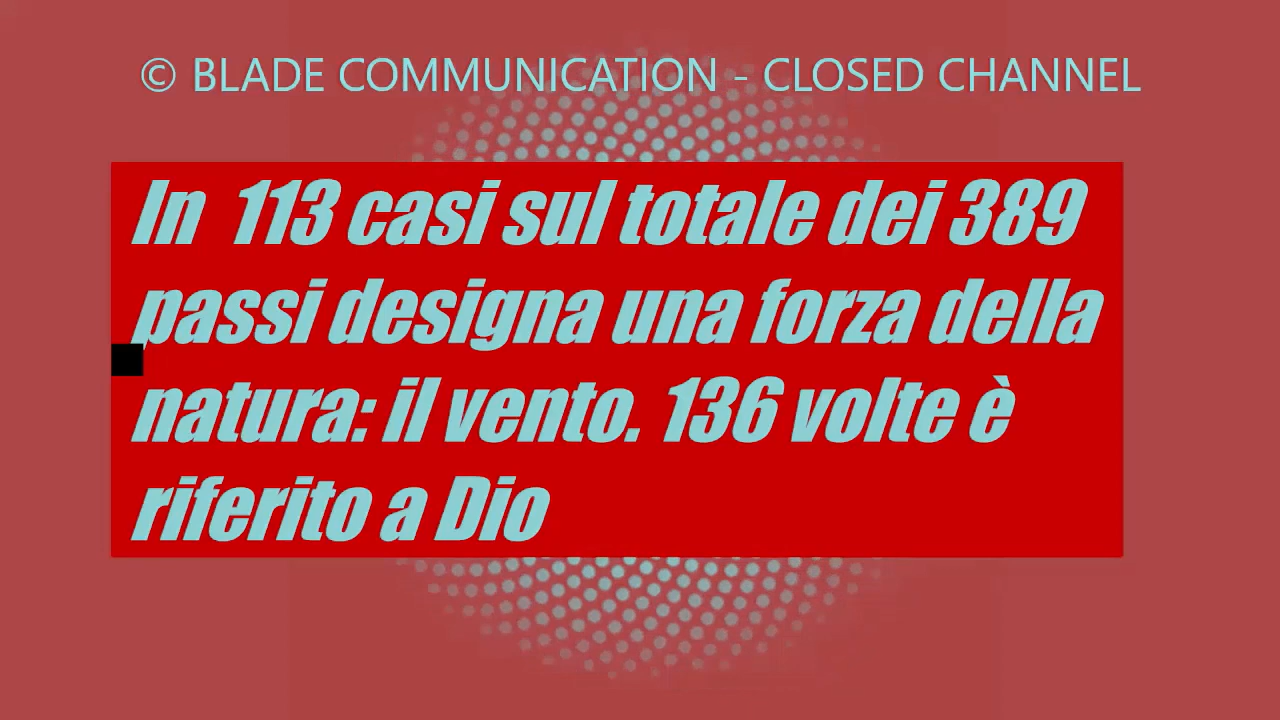 © BLADE COMMUNICATION - CLOSED CHANNEL
In 113 casi sul totale dei 389
passi designa una forza della
natura: il vento. 136 volte è
riferito a Dio